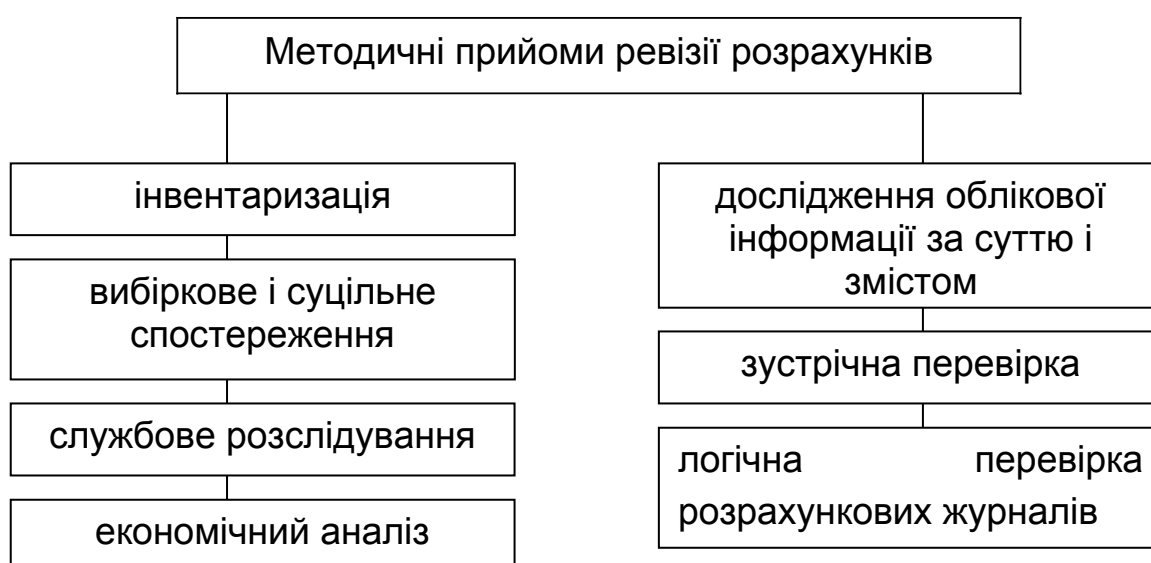 Методичні прийоми ревізії розрахунків
інвентаризація
вибіркове і суцільне
спостереження
службове розслідування
економічний аналіз
дослідження облікової
інформації за суттю і
змістом
зустрічна перевірка
логічна перевірка
розрахункових журналів